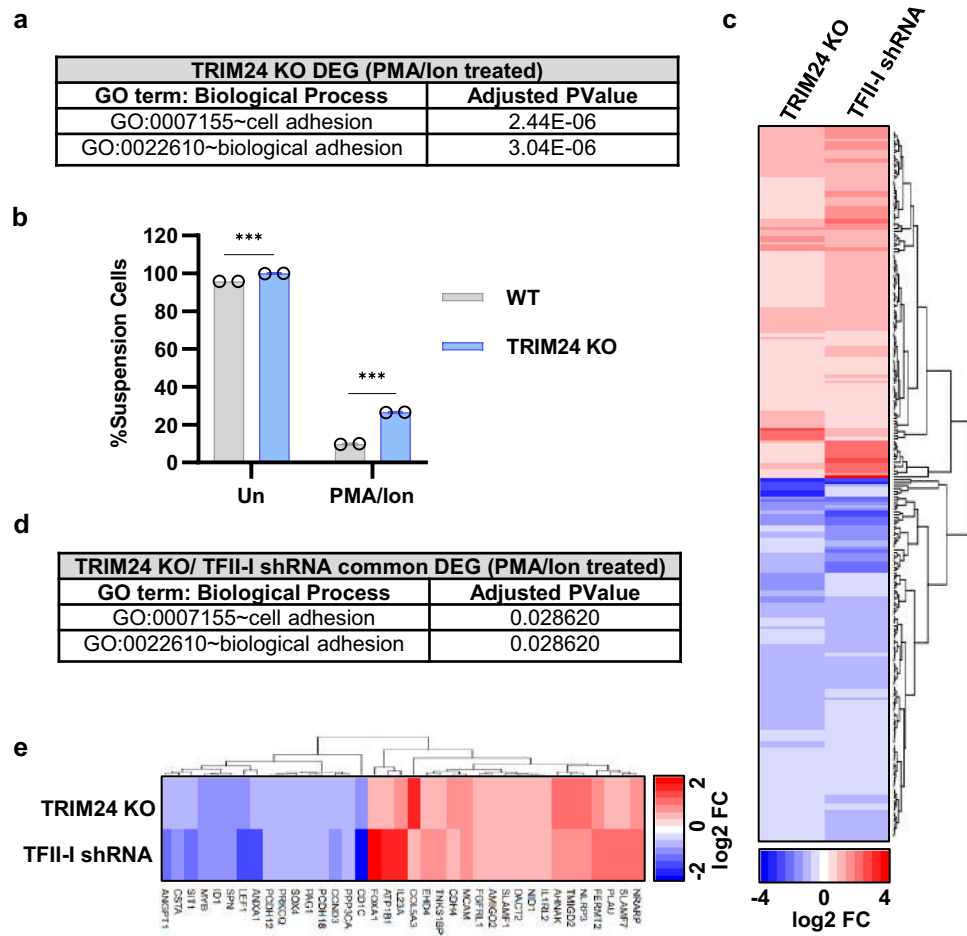 a
TRIM24 KO DEG (PMA/Ion treated)
GO term: Biological Process Adjusted PValue
GO:0007155~cell adhesion 2.44E-06
GO:0022610~biological adhesion 3.04E-06
b
%Suspension Cells
120
100
80
60
40
20
0
***
***
Un PMA/Ion
WT
TRIM24 KO
c
TRIM24 KO
TFII-I shRNA
-4 0 4
log2 FC
d
TRIM24 KO/ TFII-I shRNA common DEG (PMA/Ion treated)
GO term: Biological Process Adjusted PValue
GO:0007155~cell adhesion 0.028620
GO:0022610~biological adhesion 0.028620
e
TRIM24 KO
TFII-I shRNA
2
0
-2
log2 FC
ANGPT1
CSTA
SIT1
MYB
ID1
SPN
LEF1
ANXA1
PCDH12
PRKCQ
SOX4
PAG1
PCDH18
CCND3
PPP3CA
CD1C
FOXA1
ATP1B1
IL23A
COL5A3
EHD4
TNKS1BP
CDH4
MCAM
FGFRL1
AMIGO2
SLAMF1
DACT2
NID1
IL1RL2
AHNAK
TMIGD2
NLRP3
FERMT2
PLAU
SLAMF7
NRARP